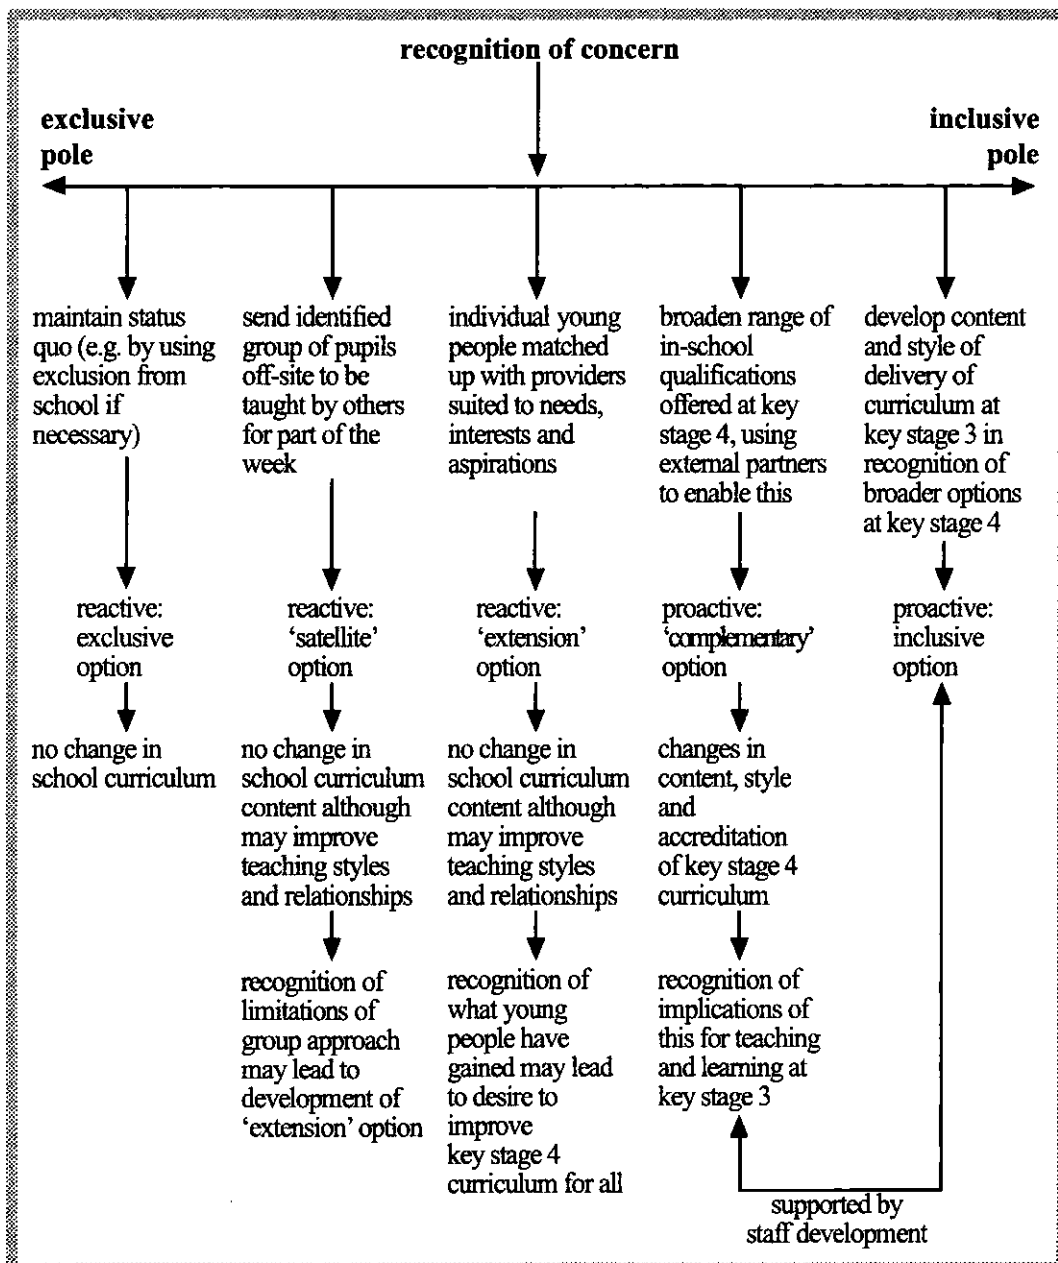 recognition of concern
exclusive
pole
inclusive
pole
maintain status
quo (e.g. by using
exclusion from
school if
necessary)
send identified
group of pupils
off-site to be
taught by others
for part of the
week
individual young
people matched
up with providers
suited to needs,
interests and
aspirations
broaden range of
in-school
qualifications
offered at key
stage 4, using
external partners
to enable this
develop content
and style of
delivery of
curriculum at
key stage 3 in
recognition of
broader options
at key stage 4
reactive:
exclusive
option
reactive:
‘satellite’
option
reactive:
‘extension’
option
proactive:
‘complementary’
option
proactive:
inclusive
option
no change in
school curriculum
no change in
school curriculum
content although
may improve
teaching styles
and relationships
no change in
school curriculum
content although
may improve
teaching styles
and relationships
changes in
content, style
and
accreditation
of key stage 4
curriculum
recognition of
limitations of
group approach
may lead to
development of
‘extension’ option
recognition of
what young
people have
gained may lead
to desire to
improve
key stage 4
curriculum for all
recognition of
implications of
this for teaching
and learning at
key stage 3
supported by
staff development